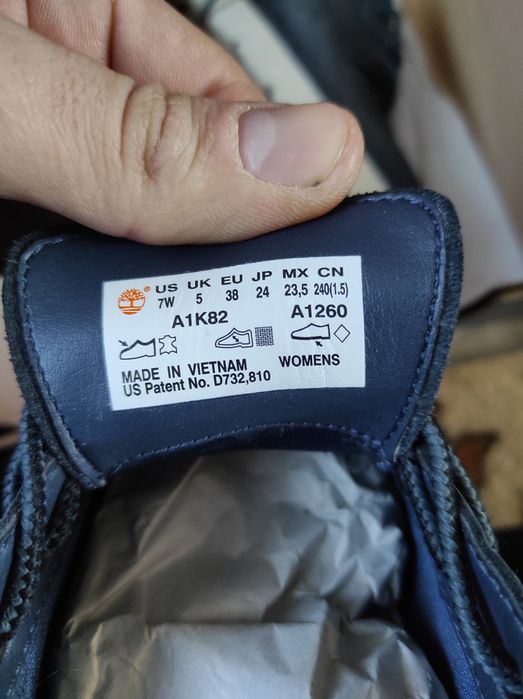 ® US UK EU JP MX CN
7W 5 38 24 23,5 240(1.5)
A1K82 A1260
MADE IN VIETNAM WOMENS
US Patent No. D732,810